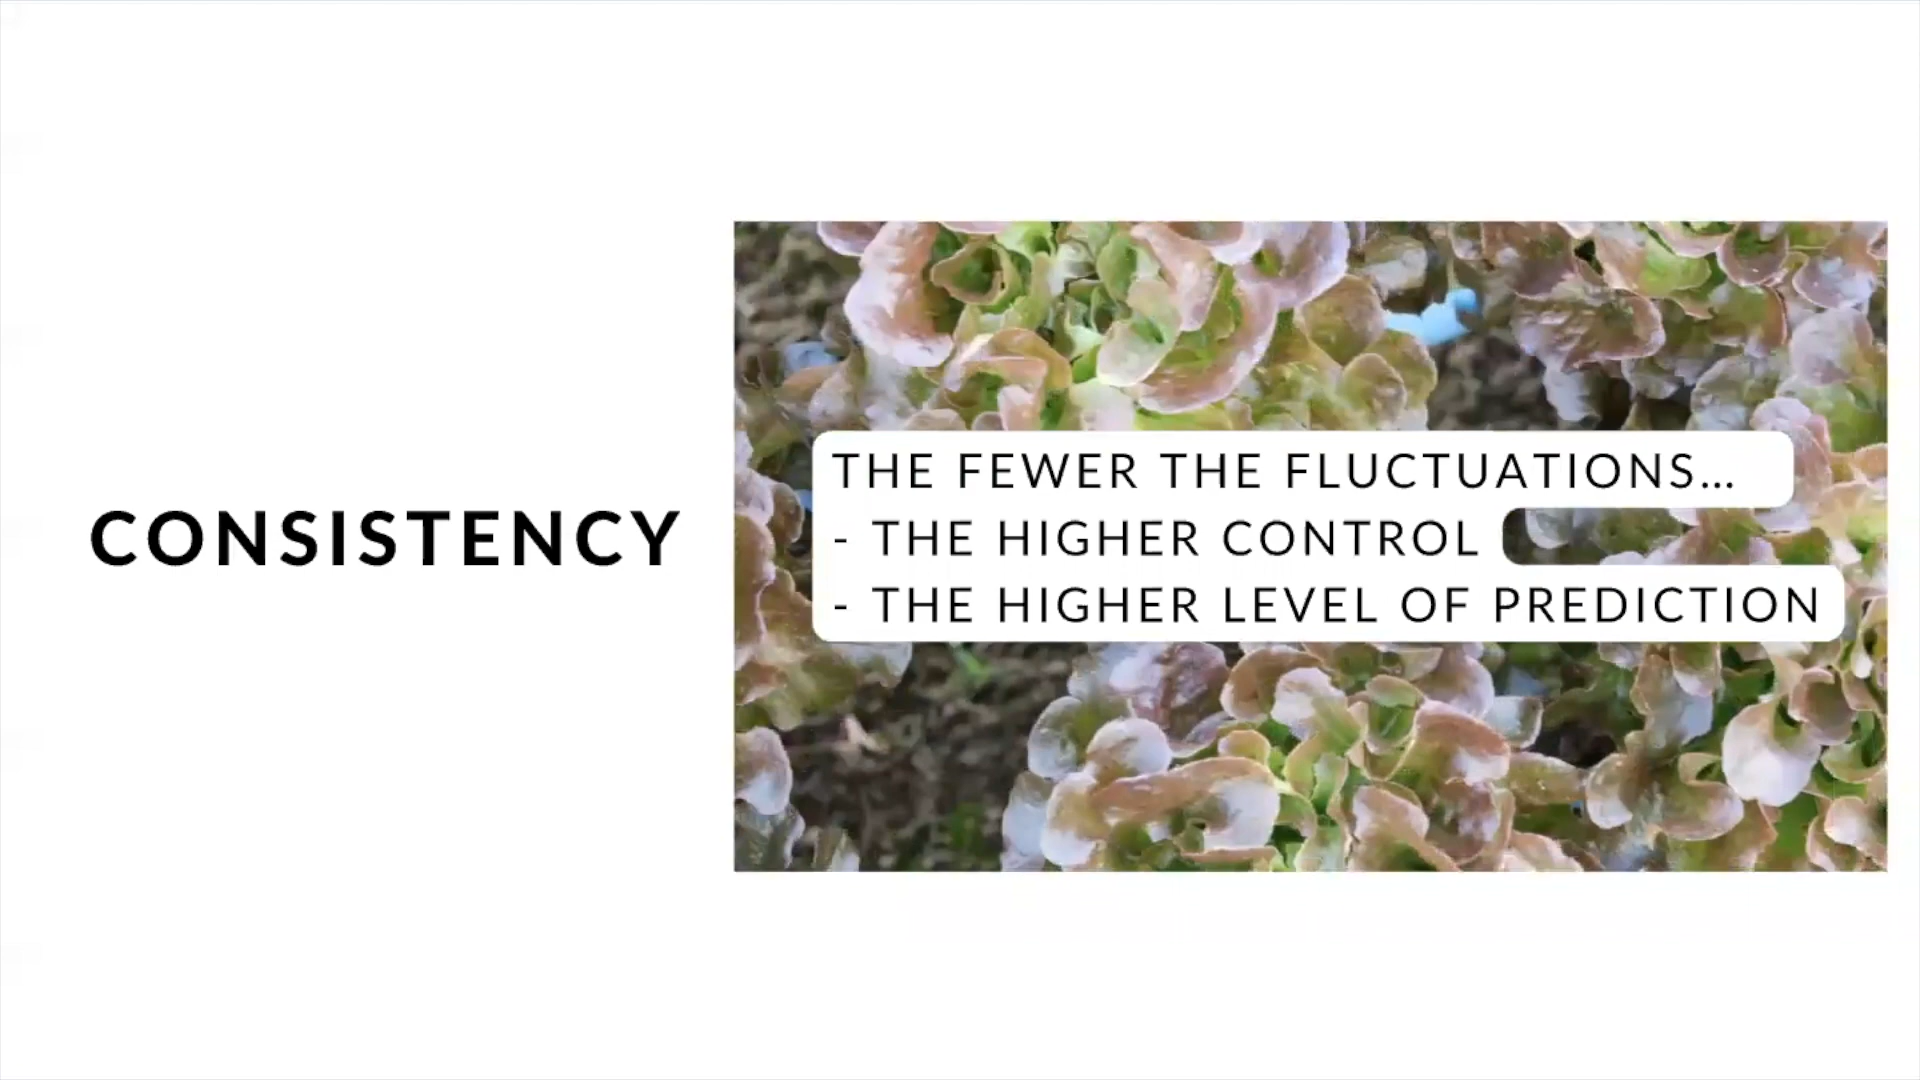 CONSISTENCY
THE FEWER THE FLUCTUATIONS...
- THE HIGHER CONTROL
- THE HIGHER LEVEL OF PREDICTION